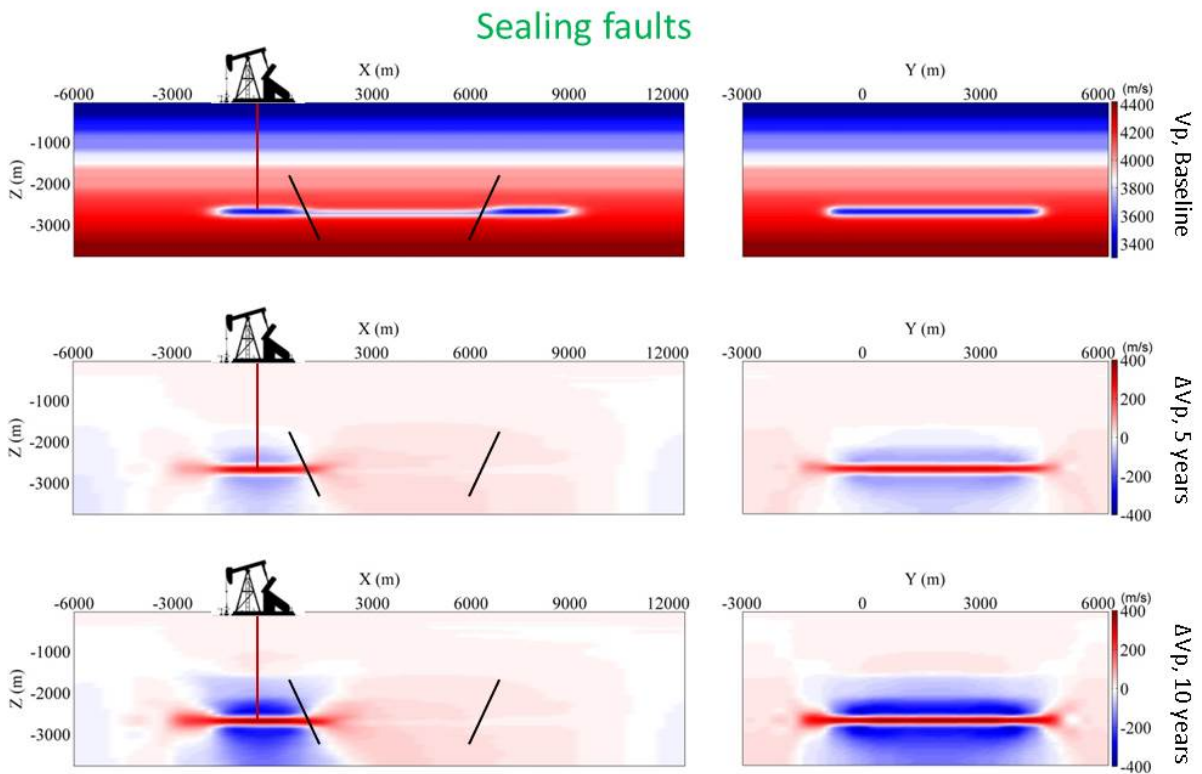 Sealing faults
X (m)
-6000 -3000 3000 6000 9000 12000
Y (m)
-3000 0 3000 6000
(m/s)
Z (m)
-1000
-2000
-3000
4400
4200
4000
3800
3600
3400
Vp, Baseline
X (m)
-6000 -3000 3000 6000 9000 12000
Y (m)
-3000 0 3000 6000
(m/s)
Z (m)
-1000
-2000
-3000
400
200
0
-200
-400
ΔVp, 5 years
X (m)
-6000 -3000 3000 6000 9000 12000
Y (m)
-3000 0 3000 6000
(m/s)
Z (m)
-1000
-2000
-3000
400
200
0
-200
-400
ΔVp, 10 years